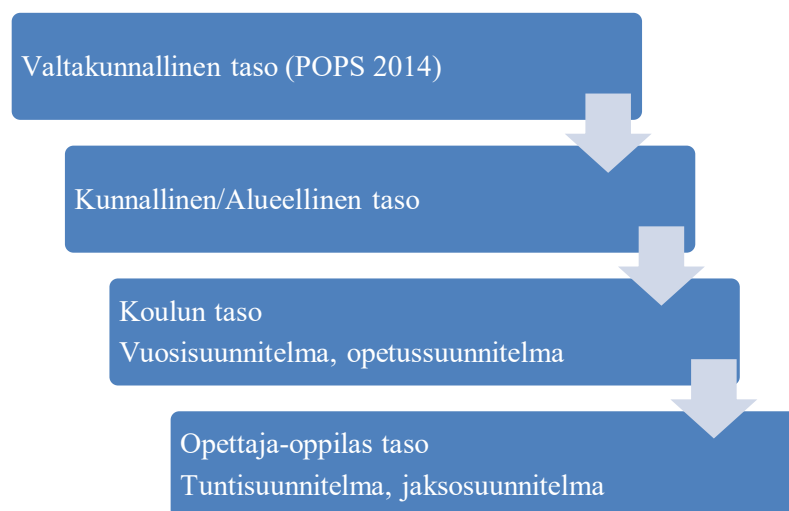 Valtakunnallinen taso (POPS 2014)
Kunnallinen/Alueellinen taso
Koulun taso
Vuosisuunnitelma, opetussuunnitelma
Opettaja-oppilas taso
Tuntisuunnitelma, jaksosuunnitelma